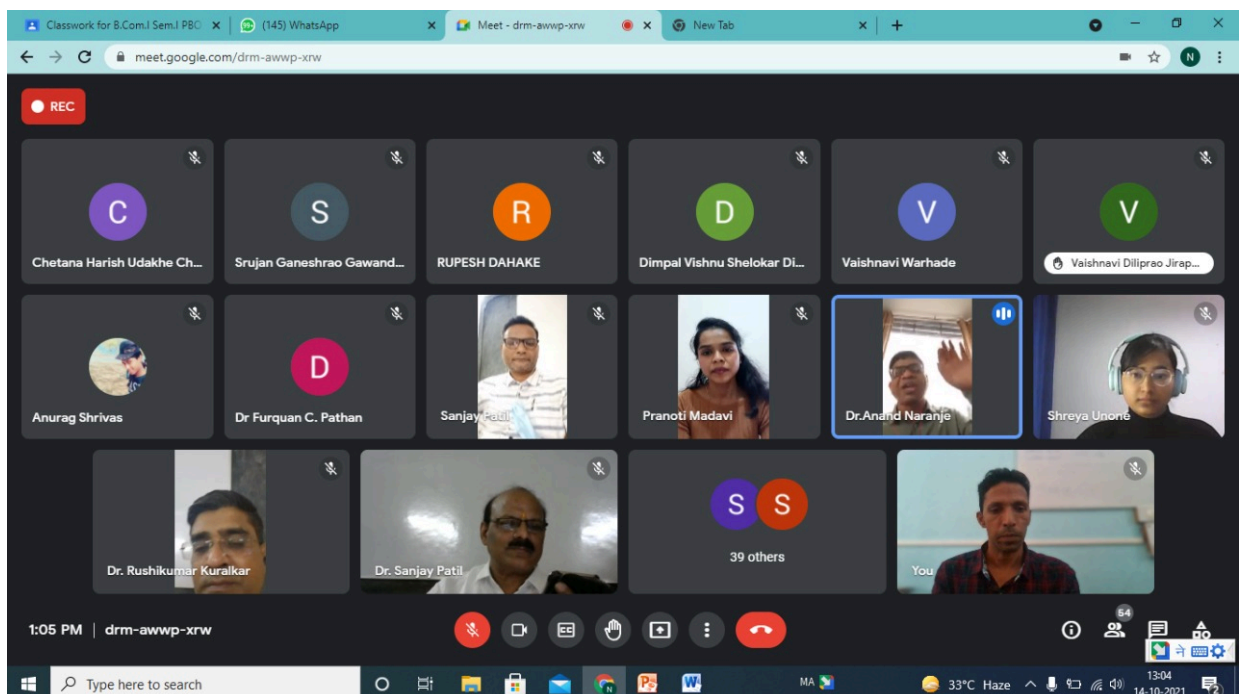 Classwork for B.Com.I Sem.I PBC
(145) WhatsApp
Meet - drm-awwp-xrw
New Tab
meet.google.com/drm-awwp-xrw
N
REC
C
S
R
D
V
V
Chetana Harish Udakhe Ch...
Srujan Ganeshrao Gawand...
RUPESH DAHAKE
Dimpal Vishnu Shelokar Di...
Vaishnavi Warhade
Vaishnavi Diliprao Jirap...
D
Anurag Shrivas
Dr Furquan C. Pathan
Sanjay Patil
Pranoti Madavi
Dr.Anand Naranje
Shreya Unone
S S
39 others
Dr. Rushikumar Kuralkar
Dr. Sanjay Patil
You
1:05 PM | drm-awwp-xrw
CC
54
ने
Type here to search
MA
33°C Haze
13:04
14-10-2021
2